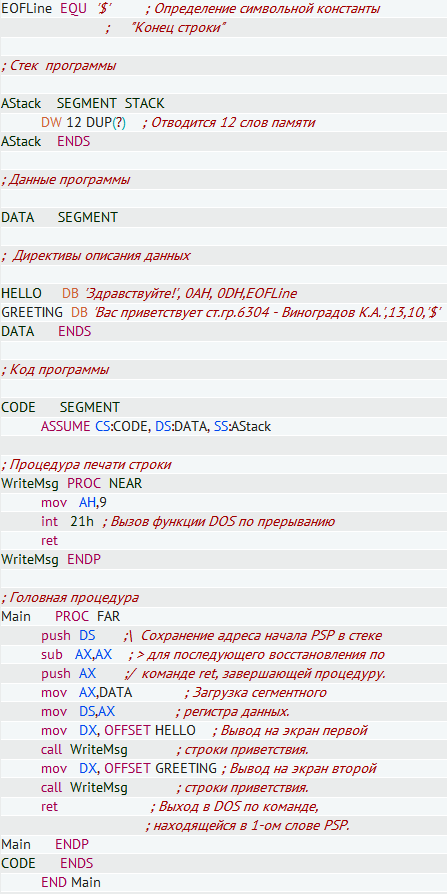 EOFLine EQU '$' ; Определение символьной константы
; "Конец строки"
; Стек программы
AStack SEGMENT STACK
DW 12 DUP(?) ; Отводится 12 слов памяти
AStack ENDS
; Данные программы
DATA SEGMENT
; Директивы описания данных
HELLO DB 'Здравствуйте!', 0AH, 0DH,EOFLine
GREETING DB 'Вас приветствует ст.гр.6304 - Виноградов К.А.',13,10,'$'
DATA ENDS
; Код программы
CODE SEGMENT
ASSUME CS:CODE, DS:DATA, SS:AStack
; Процедура печати строки
WriteMsg PROC NEAR
mov AH,9
int 21h ; Вызов функции DOS по прерыванию
ret
WriteMsg ENDP
; Головная процедура
Main PROC FAR
push DS ;\ Сохранение адреса начала PSP в стеке
sub AX,AX ; > для последующего восстановления по
push AX ;/ команде ret, завершающей процедуру.
mov AX,DATA ; Загрузка сегментного
mov DS,AX ; регистра данных.
mov DX, OFFSET HELLO ; Вывод на экран первой
call WriteMsg ; строки приветствия.
mov DX, OFFSET GREETING ; Вывод на экран второй
call WriteMsg ; строки приветствия.
ret ; Выход в DOS по команде,
; находящейся в 1-ом слове PSP.
Main ENDP
CODE ENDS
END Main